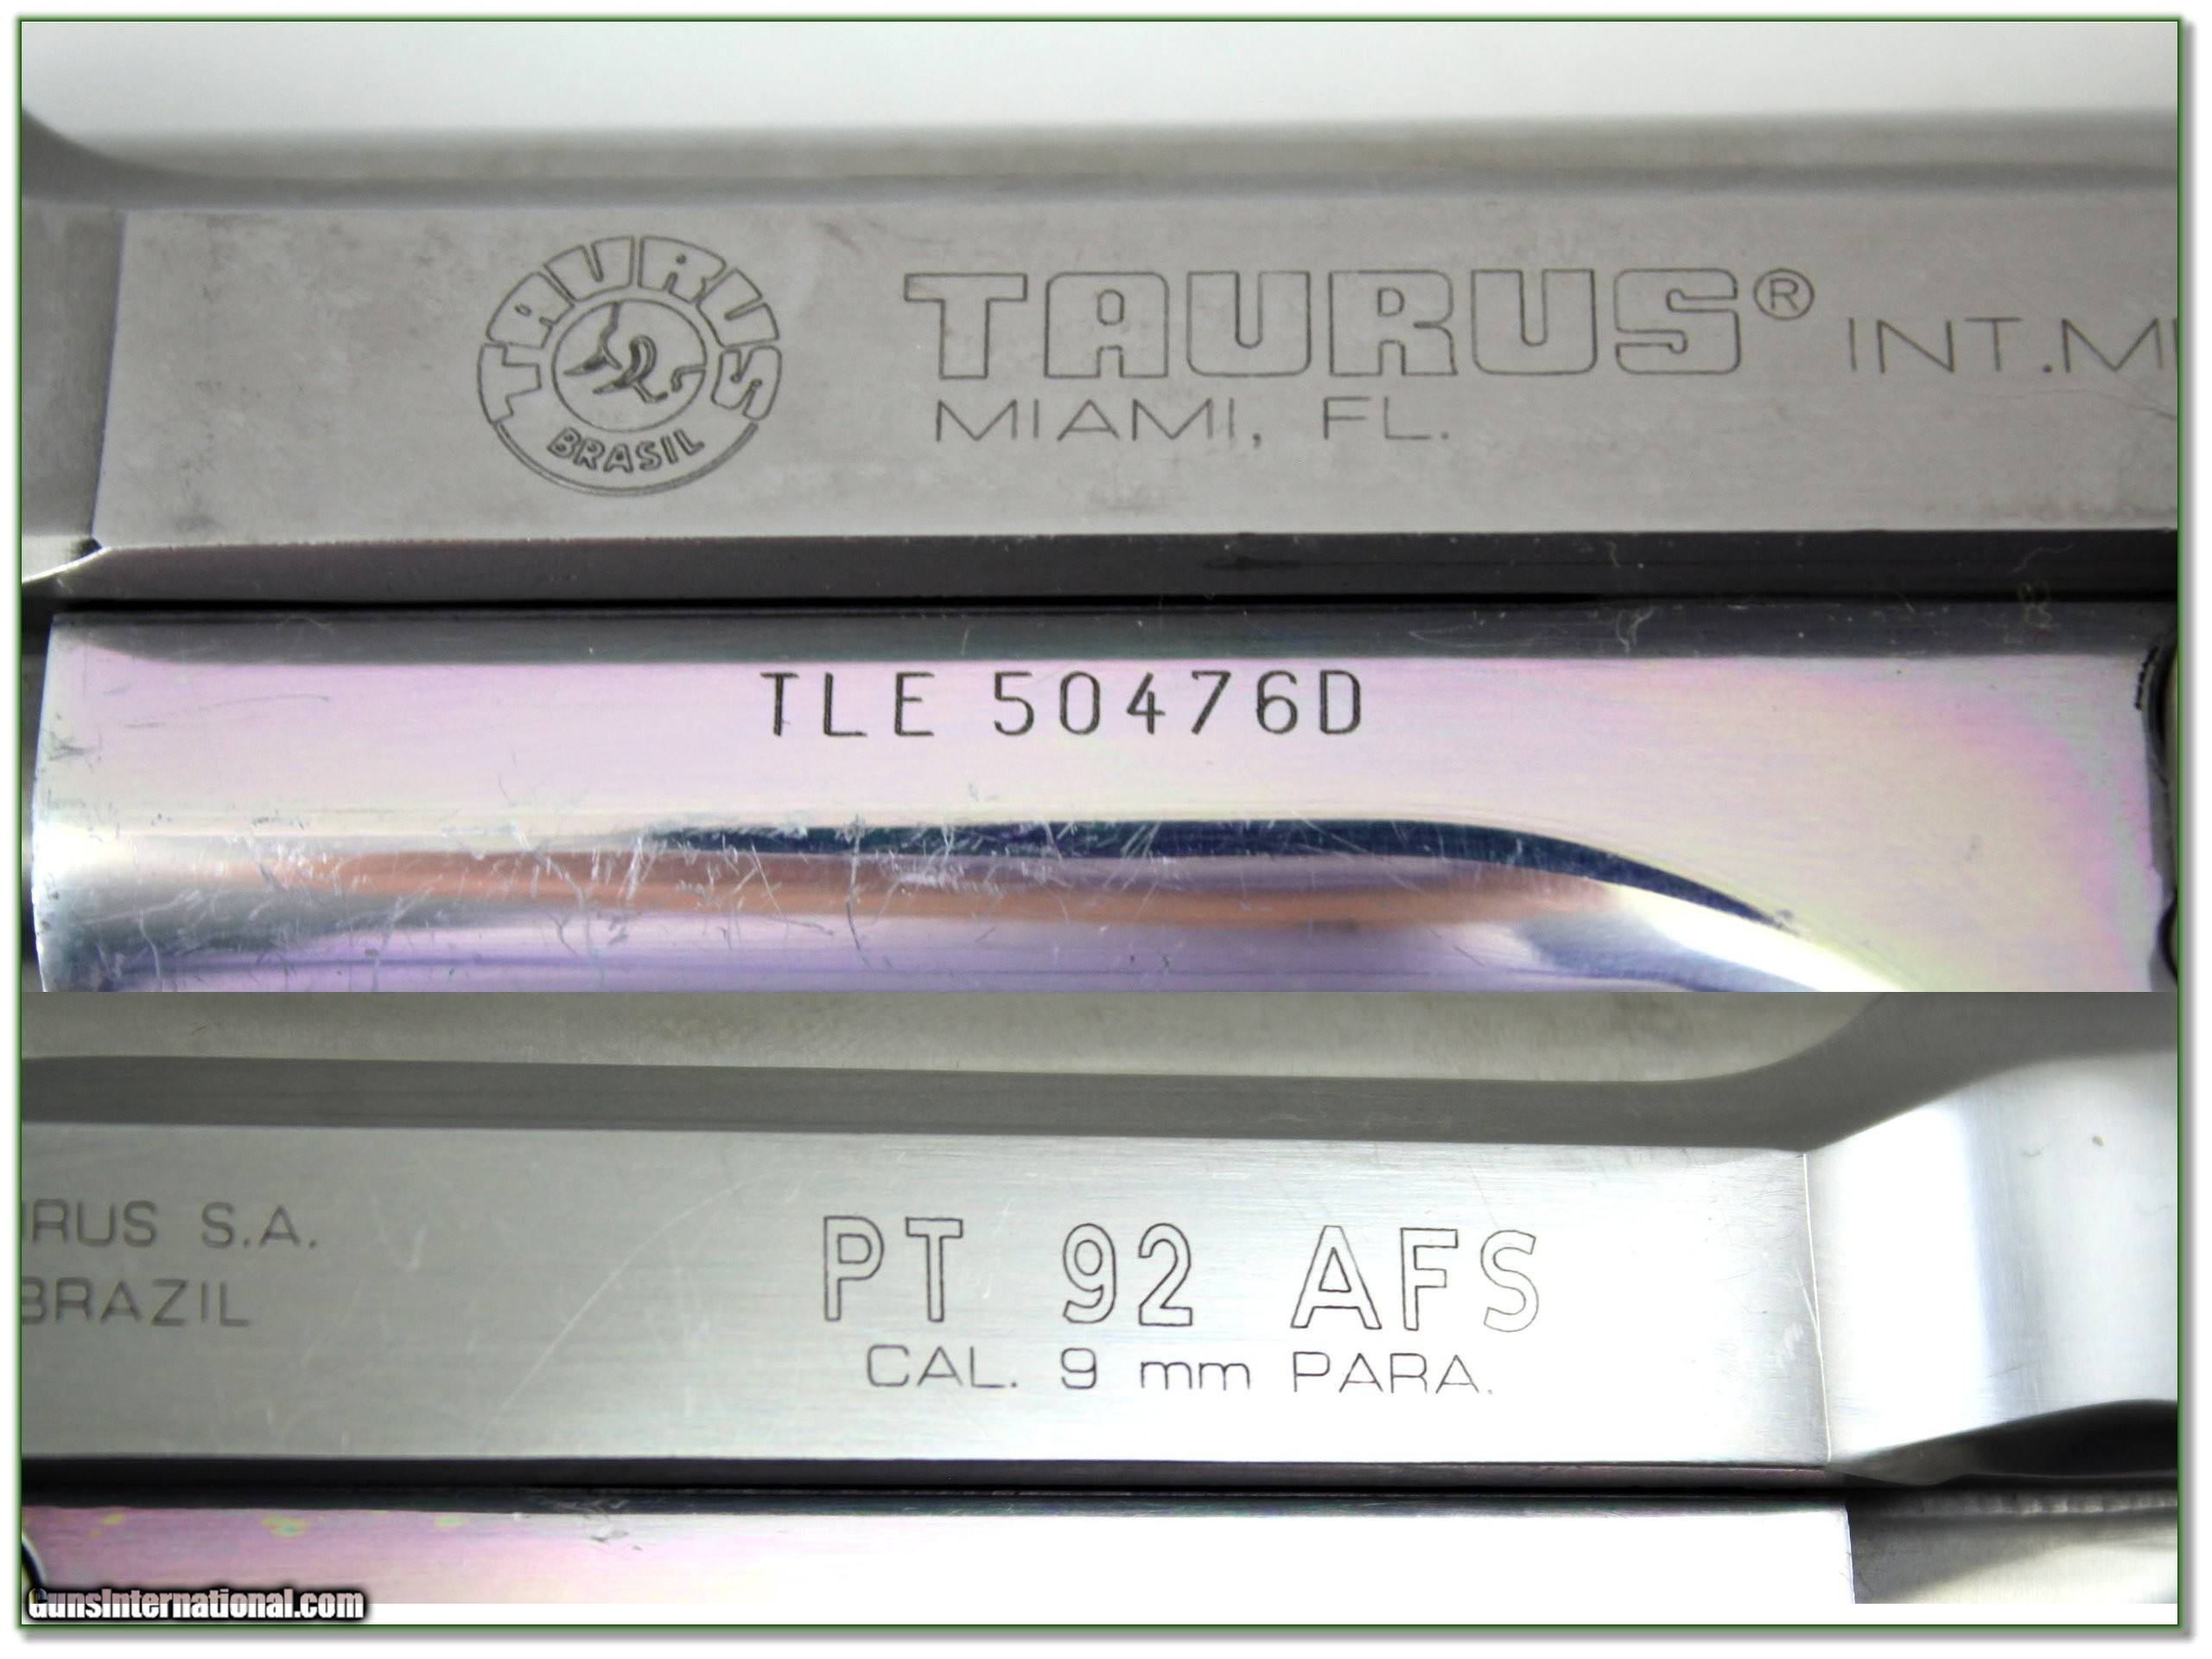 TAURUS
BRASIL
TAURUS® INT.M
MIAMI, FL.
TLE 50476D
RUS S.A.
BRAZIL
PT 92 AFS
CAL. 9 mm PARA.
GunsInternational.com